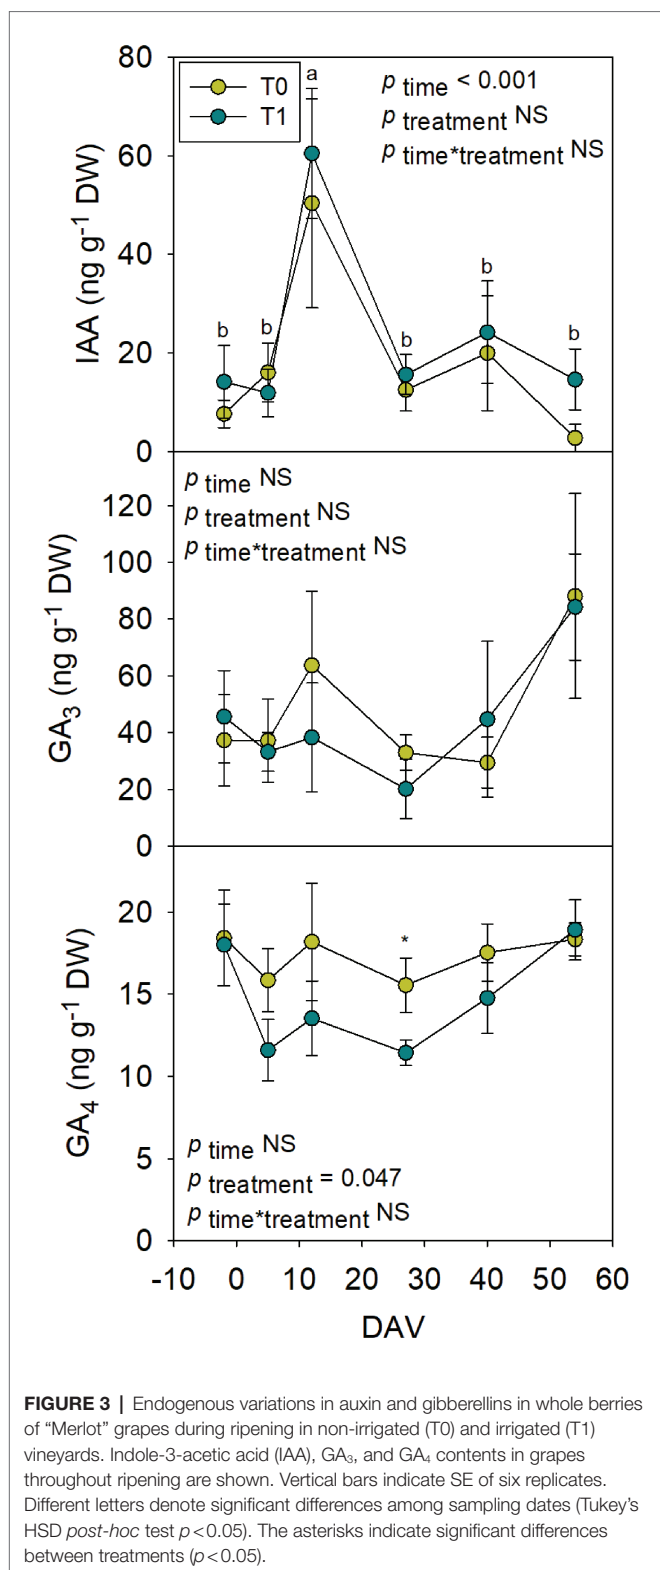 80
60
40
20
0
IAA (ng g⁻¹ DW)
T0
T1
p time < 0.001
p treatment NS
p time*treatment NS
a
b
b
b
b
b
120
100
80
60
40
20
0
GA₃ (ng g⁻¹ DW)
p time NS
p treatment NS
p time*treatment NS
20
15
10
5
0
GA₄ (ng g⁻¹ DW)
*
p time NS
p treatment = 0.047
p time*treatment NS
-10 0 10 20 30 40 50 60
DAV
FIGURE 3 | Endogenous variations in auxin and gibberellins in whole berries
of “Merlot” grapes during ripening in non-irrigated (T0) and irrigated (T1)
vineyards. Indole-3-acetic acid (IAA), GA₃, and GA₄ contents in grapes
throughout ripening are shown. Vertical bars indicate SE of six replicates.
Different letters denote significant differences among sampling dates (Tukey’s
HSD post-hoc test p < 0.05). The asterisks indicate significant differences
between treatments (p < 0.05).